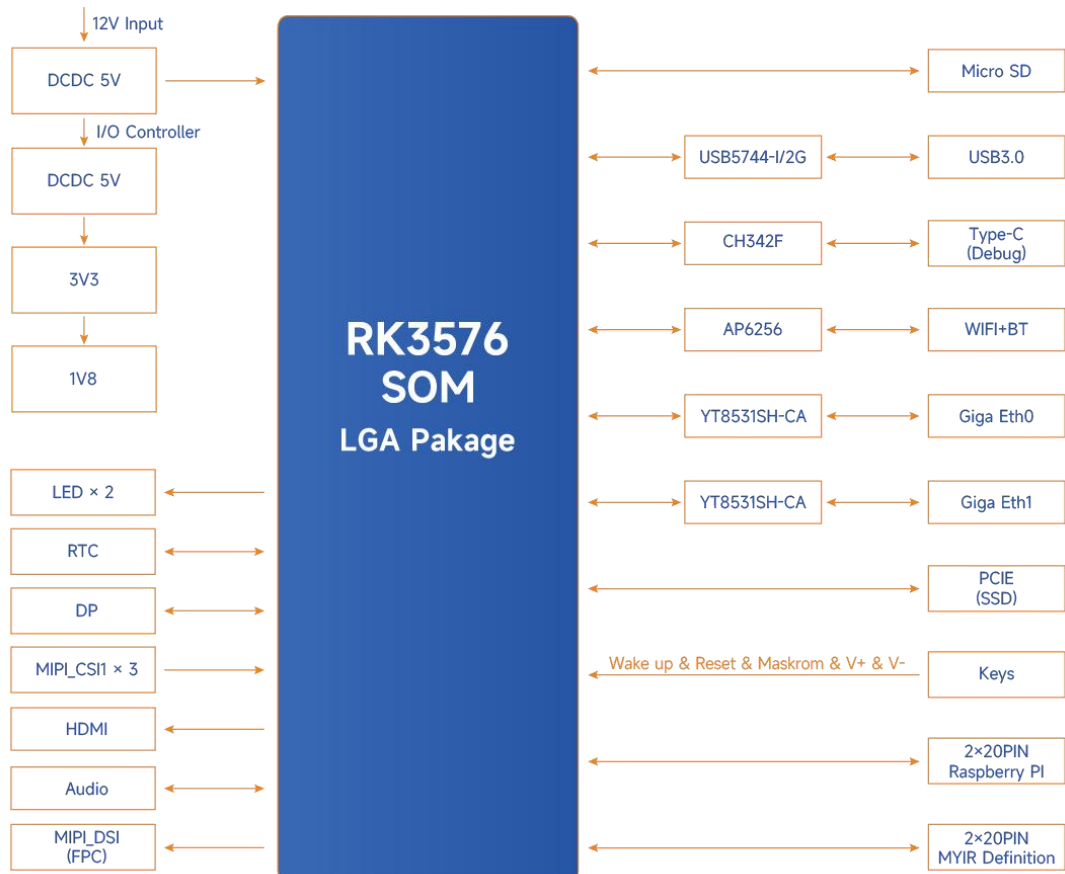 12V Input
DCDC 5V
I/O Controller
DCDC 5V
3V3
1V8
LED × 2
RTC
DP
MIPI_CSI1 × 3
HDMI
Audio
MIPI_DSI
(FPC)
RK3576
SOM
LGA Pakage
Micro SD
USB5744-I/2G
USB3.0
CH342F
Type-C
(Debug)
AP6256
WIFI+BT
YT8531SH-CA
Giga Eth0
YT8531SH-CA
Giga Eth1
PCIE
(SSD)
Wake up & Reset & Maskrom & V+ & V-
Keys
2×20PIN
Raspberry PI
2×20PIN
MYIR Definition